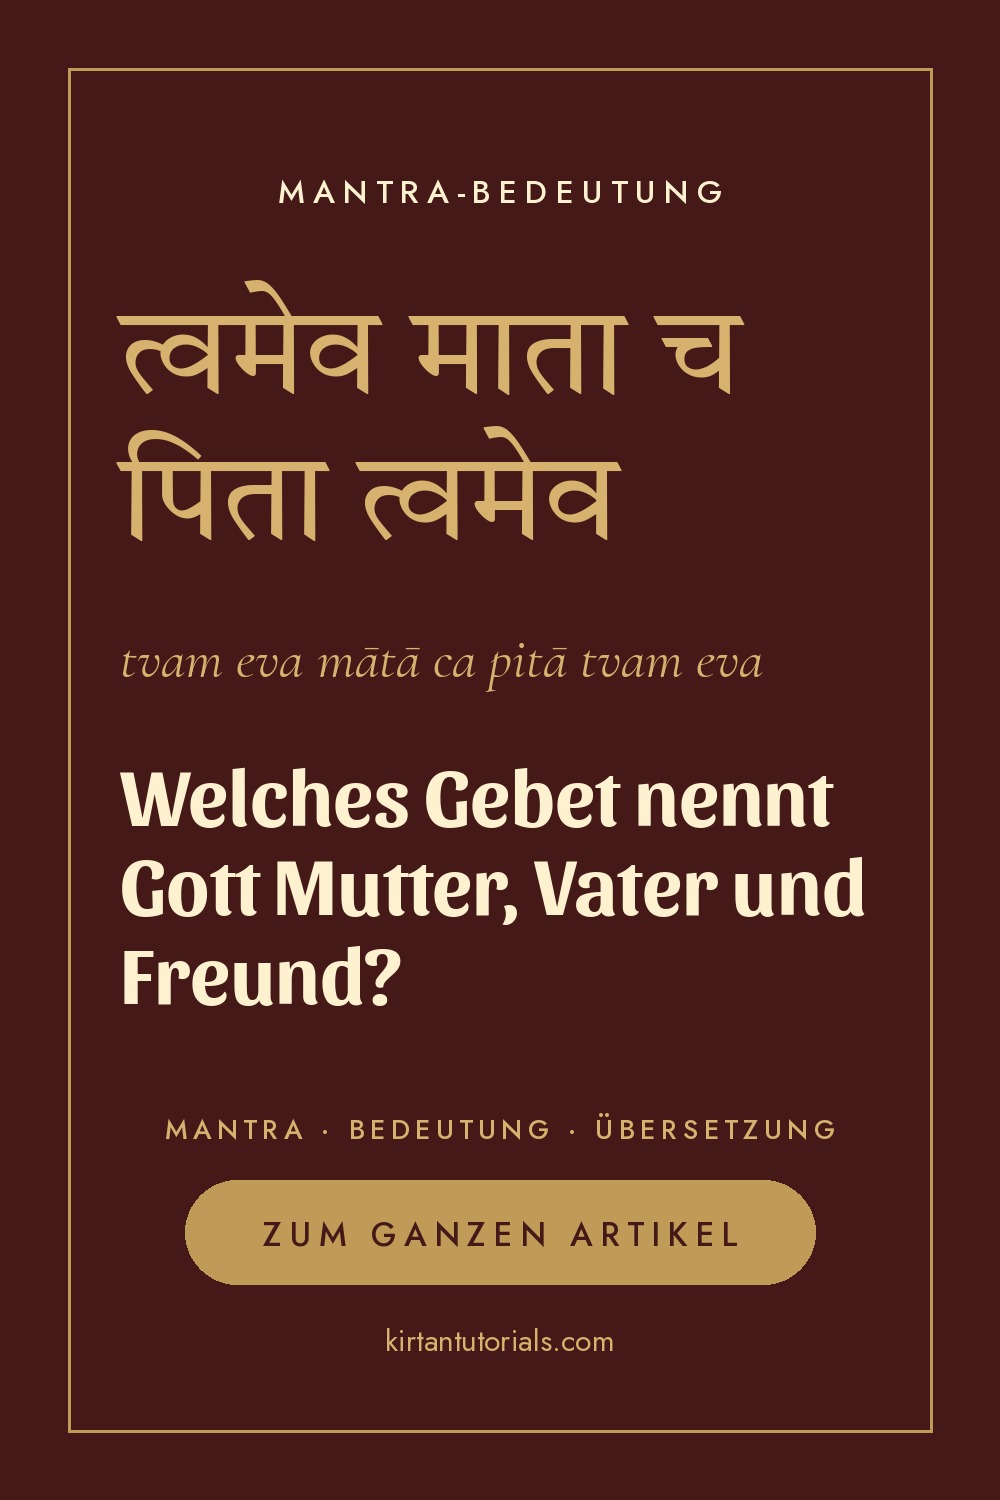 MANTRA-BEDEUTUNG
त्वमेव माता च
पिता त्वमेव
tvam eva mātā ca pitā tvam eva
Welches Gebet nennt
Gott Mutter, Vater und
Freund?
MANTRA · BEDEUTUNG · ÜBERSETZUNG
ZUM GANZEN ARTIKEL
kirtantutorials.com